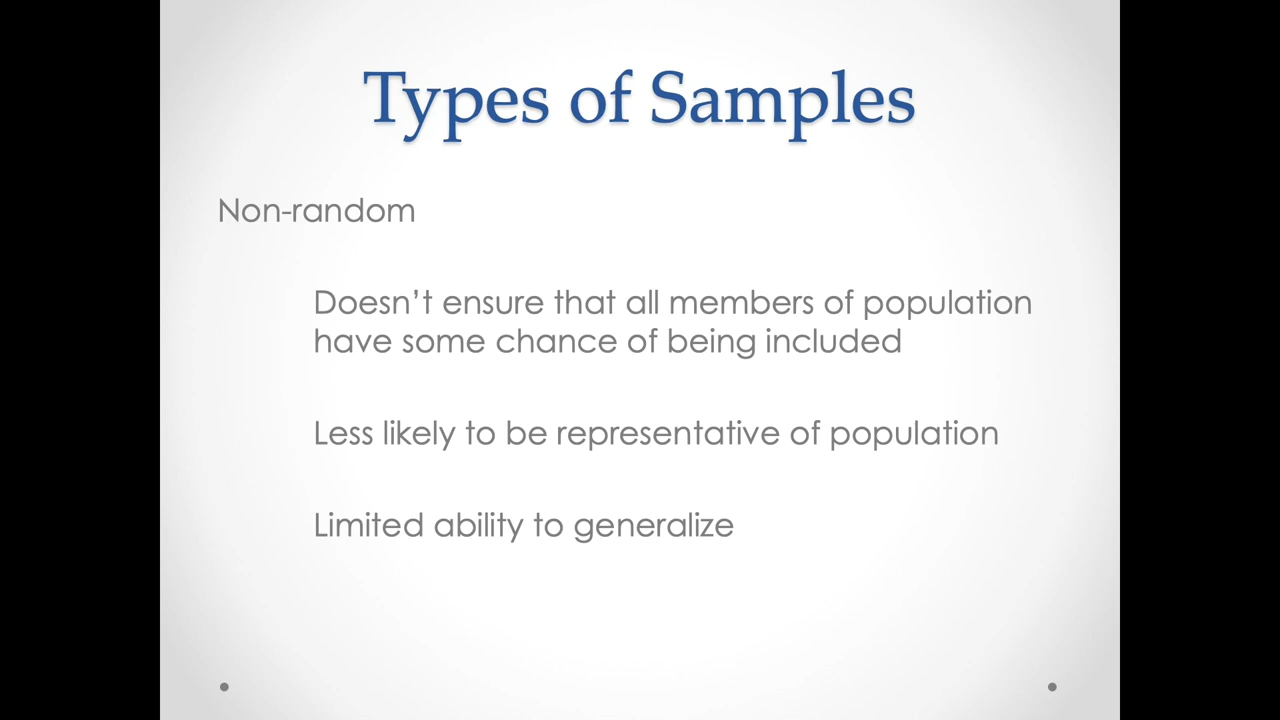 Types of Samples
Non-random
Doesn’t ensure that all members of population
have some chance of being included
Less likely to be representative of population
Limited ability to generalize